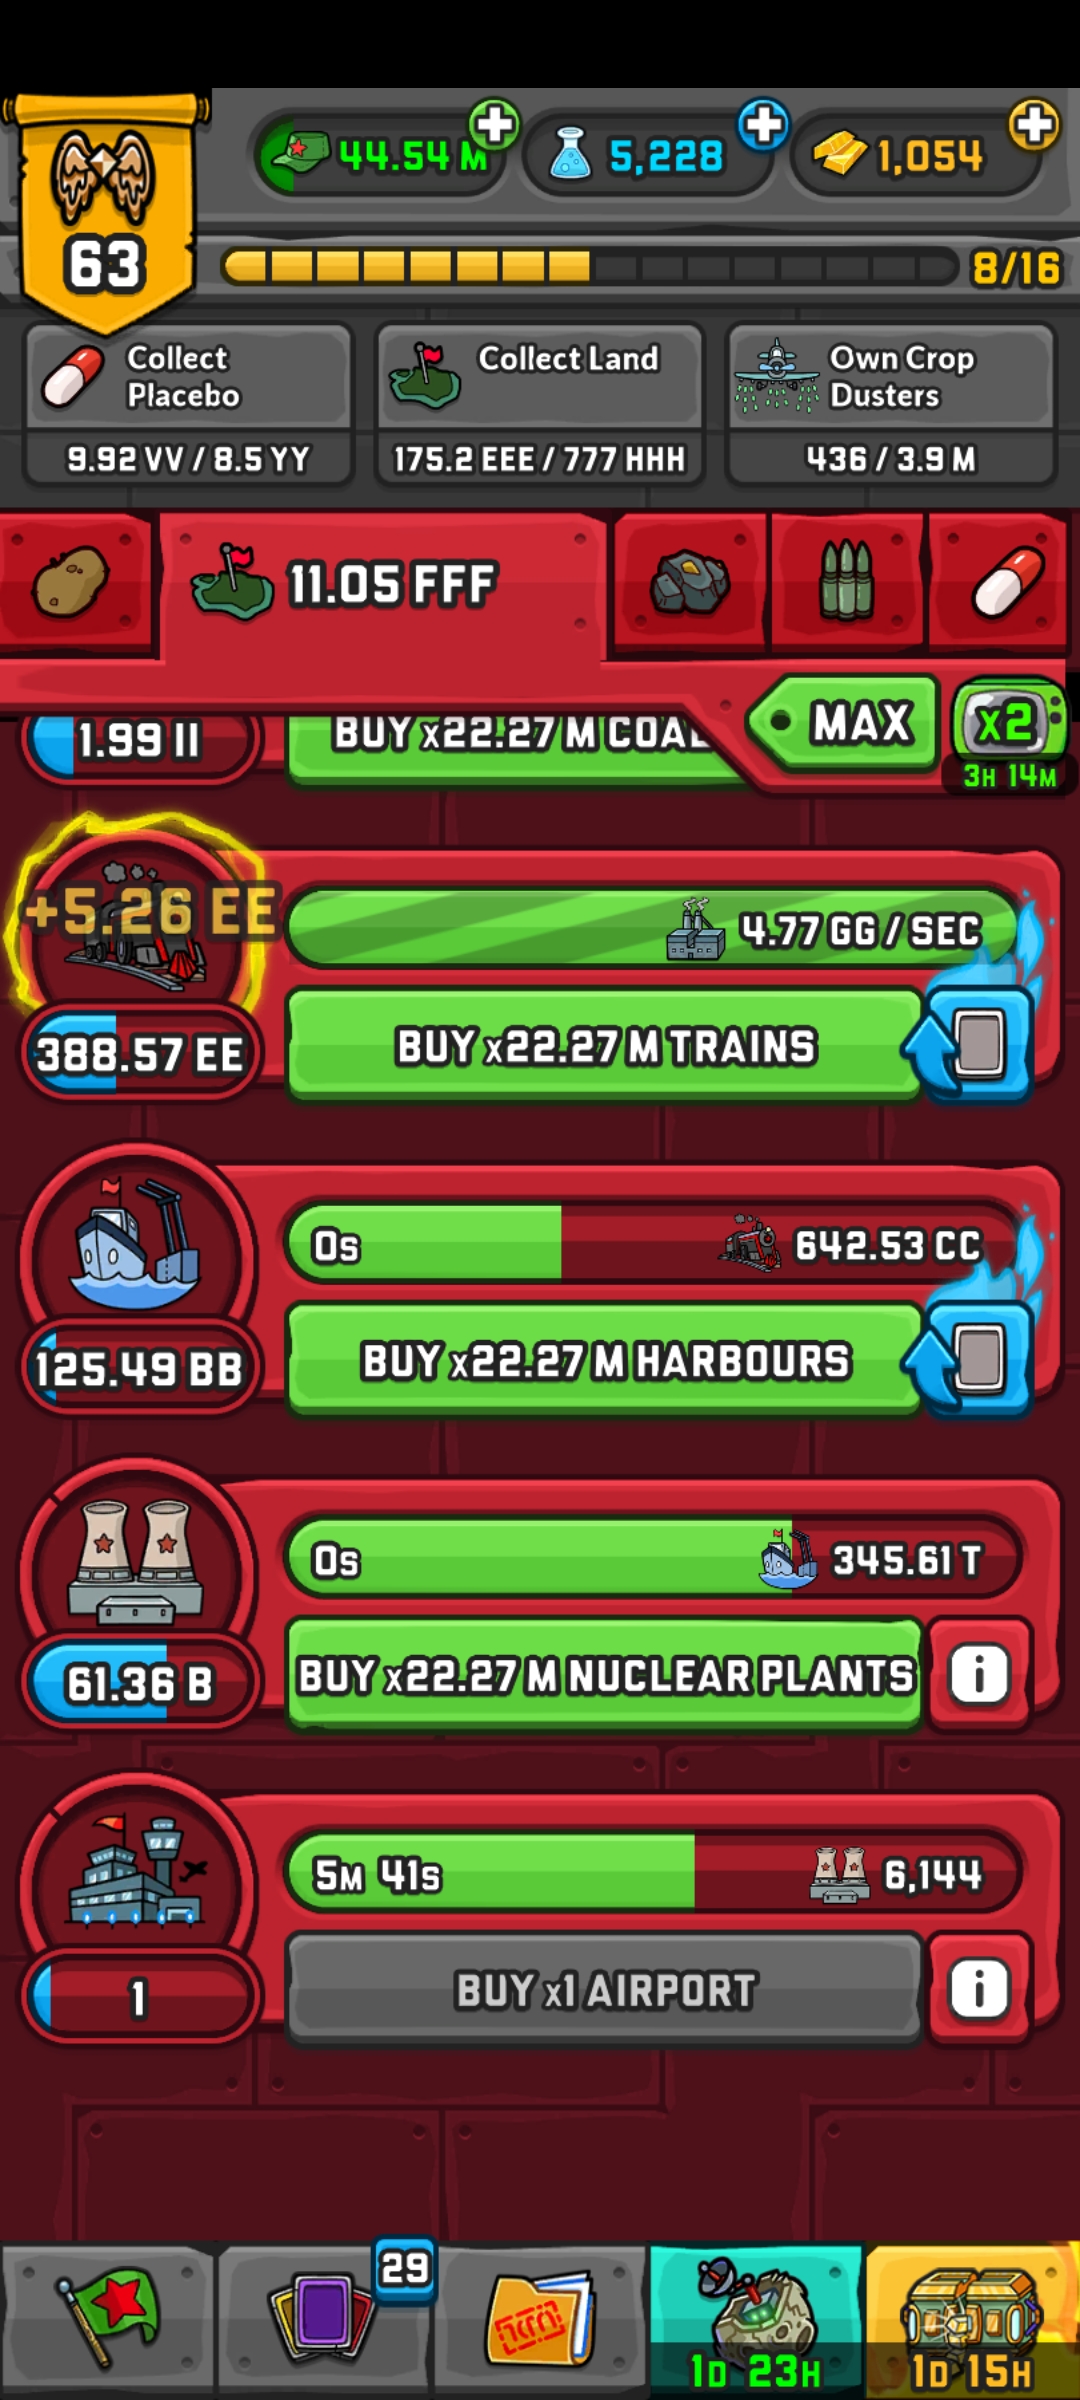 44.54 M
5,228
1,054
63
8/16
Collect
Placebo
9.92 VV / 8.5 YY
Collect Land
175.2 EEE / 777 HHH
Own Crop
Dusters
436 / 3.9 M
11.05 FFF
MAX
x2
3H 14M
1.99 II
BUY x22.27 M COAL
+5.26 EE
4.77 GG / SEC
388.57 EE
BUY x22.27 M TRAINS
0s
642.53 CC
125.49 BB
BUY x22.27 M HARBOURS
0s
345.61 T
61.36 B
BUY x22.27 M NUCLEAR PLANTS
i
5M 41s
6,144
1
BUY x1 AIRPORT
i
29
1D 23H
1D 15H